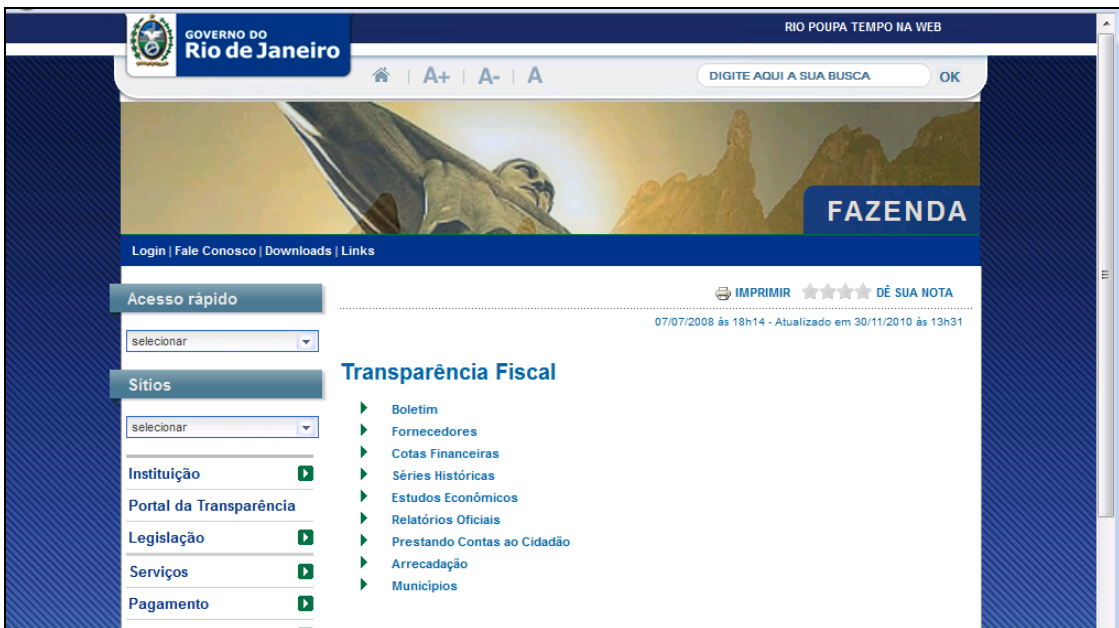 RIO POUPA TEMPO NA WEB
GOVERNO DO
Rio de Janeiro
A+ | A- | A
DIGITE AQUI A SUA BUSCA OK
FAZENDA
Login | Fale Conosco | Downloads | Links
Acesso rápido
selecionar
Sítios
selecionar
Instituição
Portal da Transparência
Legislação
Serviços
Pagamento
IMPRIMIR DÊ SUA NOTA
07/07/2008 às 18h14 - Atualizado em 30/11/2010 às 13h31
Transparência Fiscal
Boletim
Fornecedores
Cotas Financeiras
Séries Históricas
Estudos Econômicos
Relatórios Oficiais
Prestando Contas ao Cidadão
Arrecadação
Municípios